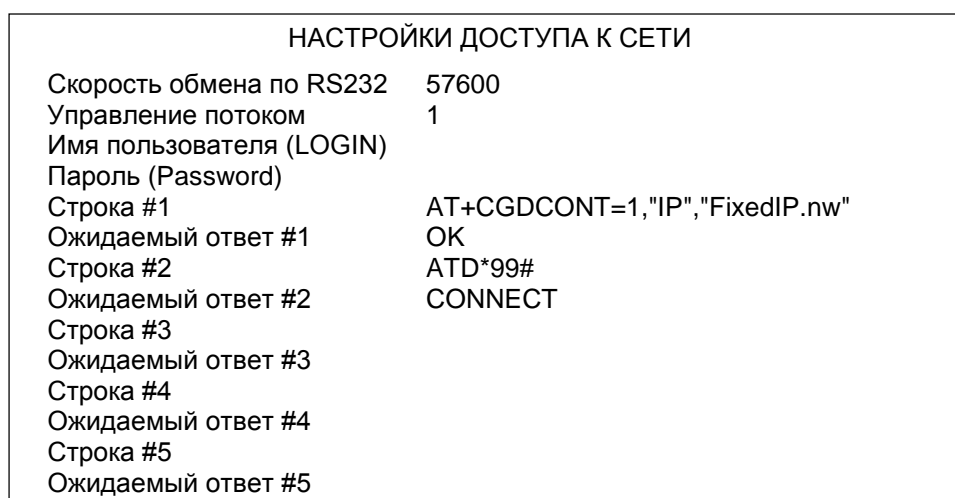 НАСТРОЙКИ ДОСТУПА К СЕТИ
Скорость обмена по RS232 57600
Управление потоком 1
Имя пользователя (LOGIN)
Пароль (Password)
Строка #1 AT+CGDCONT=1,"IP","FixedIP.nw"
Ожидаемый ответ #1 OK
Строка #2 ATD*99#
Ожидаемый ответ #2 CONNECT
Строка #3
Ожидаемый ответ #3
Строка #4
Ожидаемый ответ #4
Строка #5
Ожидаемый ответ #5